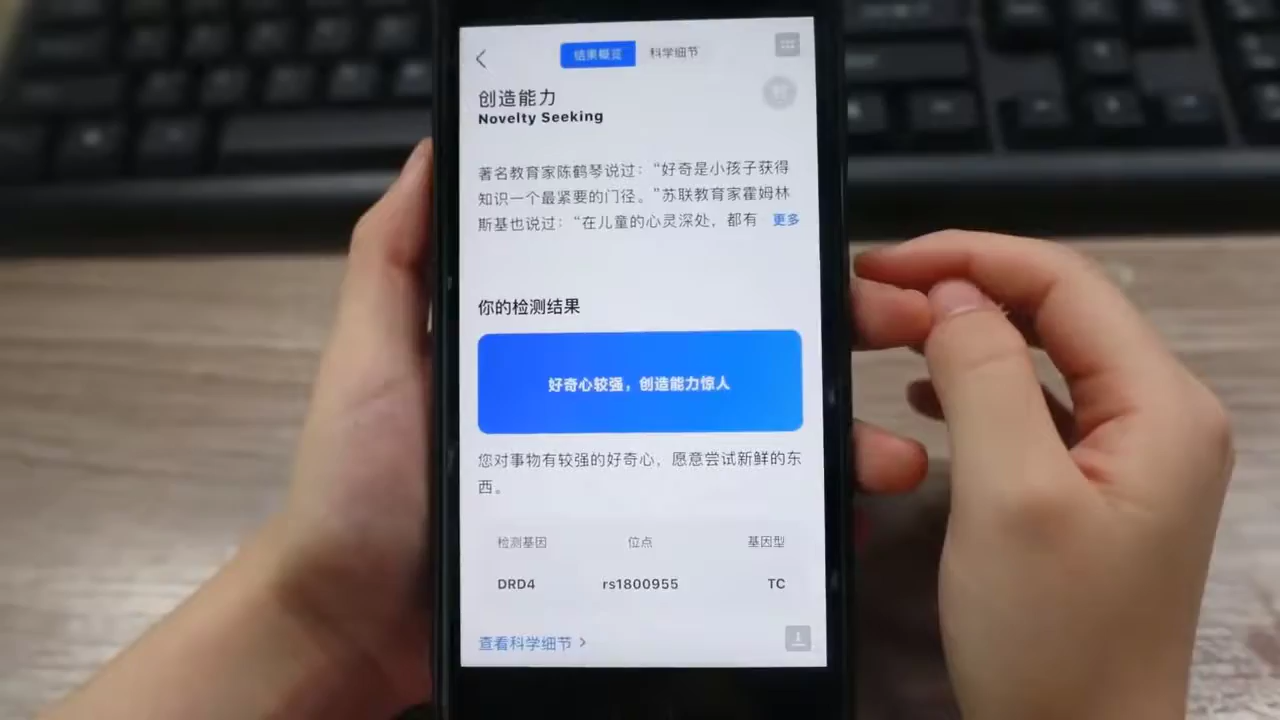 结果概览 科学细节
创造能力
Novelty Seeking
著名教育家陈鹤琴说过：“好奇是小孩子获得
知识一个最紧要的门径。”苏联教育家霍姆林
斯基也说过：“在儿童的心灵深处，都有 更多
你的检测结果
好奇心较强，创造能力惊人
您对事物有较强的好奇心，愿意尝试新鲜的东
西。
检测基因 位点 基因型
DRD4 rs1800955 TC
查看科学细节 >